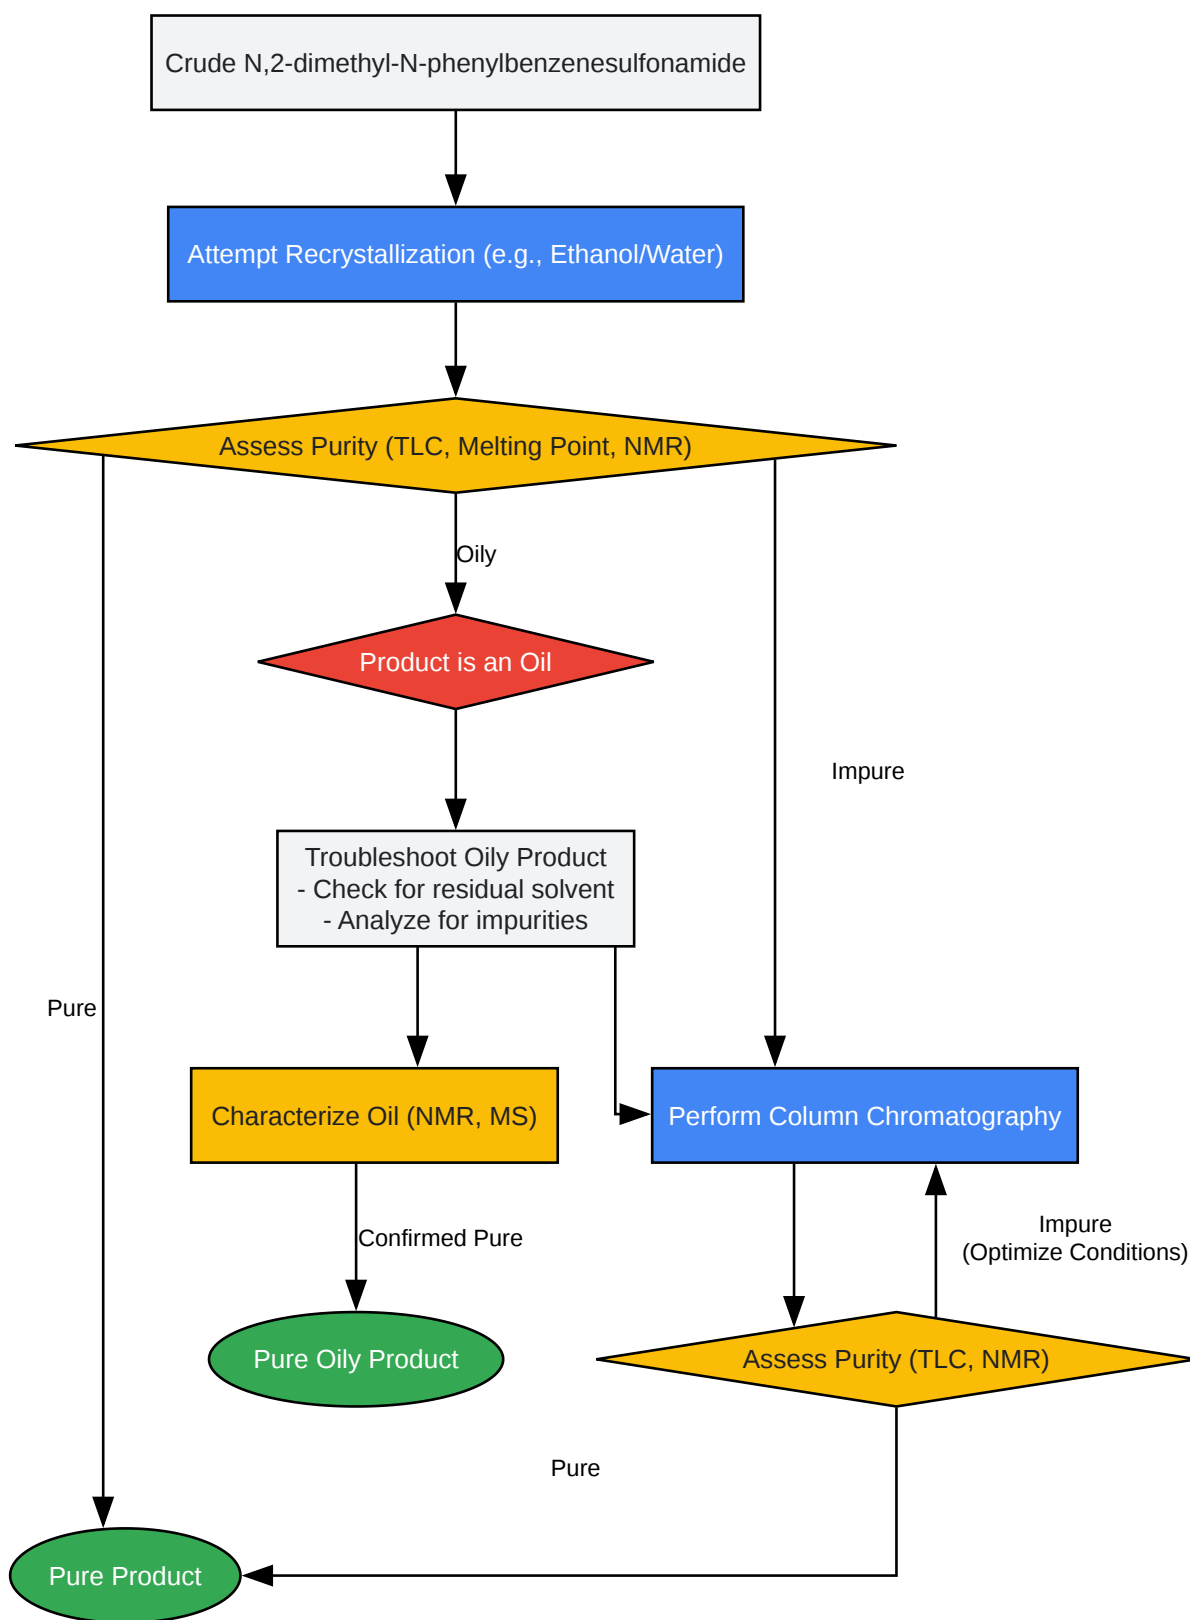 Crude N,2-dimethyl-N-phenylbenzenesulfonamide
Attempt Recrystallization (e.g., Ethanol/Water)
Assess Purity (TLC, Melting Point, NMR)
Oily
Product is an Oil
Impure
Troubleshoot Oily Product
- Check for residual solvent
- Analyze for impurities
Pure
Characterize Oil (NMR, MS)
Perform Column Chromatography
Confirmed Pure
Impure
(Optimize Conditions)
Pure Oily Product
Assess Purity (TLC, NMR)
Pure
Pure Product